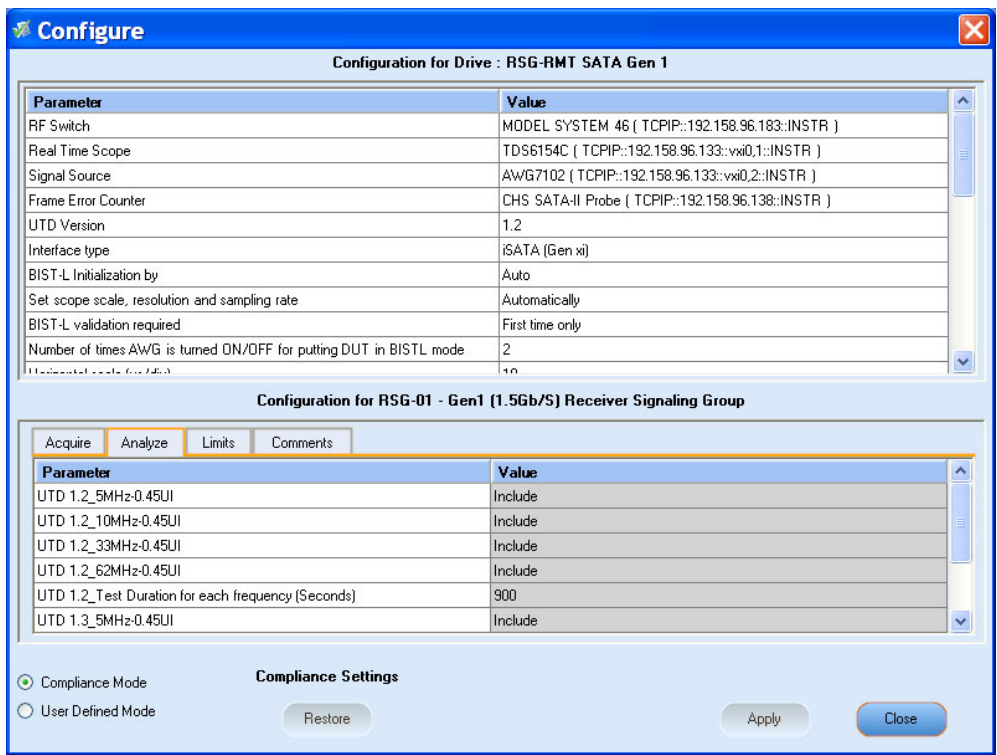 Configure
Configuration for Drive : RSG-RMT SATA Gen 1
Parameter Value
RF Switch MODEL SYSTEM 46 ( TCPIP::192.158.96.183::INSTR )
Real Time Scope TDS6154C ( TCPIP::192.158.96.133::vxi0,1::INSTR )
Signal Source AWG7102 ( TCPIP::192.158.96.133::vxi0,2::INSTR )
Frame Error Counter CHS SATA-II Probe ( TCPIP::192.158.96.138::INSTR )
UTD Version 1.2
Interface type iSATA (Gen xi)
BIST-L Initialization by Auto
Set scope scale, resolution and sampling rate Automatically
BIST-L validation required First time only
Number of times AWG is turned ON/OFF for putting DUT in BISTL mode 2
Configuration for RSG-01 - Gen1 (1.5Gb/S) Receiver Signaling Group
Acquire Analyze Limits Comments
Parameter Value
UTD 1.2_5MHz-0.45UI Include
UTD 1.2_10MHz-0.45UI Include
UTD 1.2_33MHz-0.45UI Include
UTD 1.2_62MHz-0.45UI Include
UTD 1.2_Test Duration for each frequency (Seconds) 900
UTD 1.3_5MHz-0.45UI Include
Compliance Mode Compliance Settings
User Defined Mode Restore Apply Close